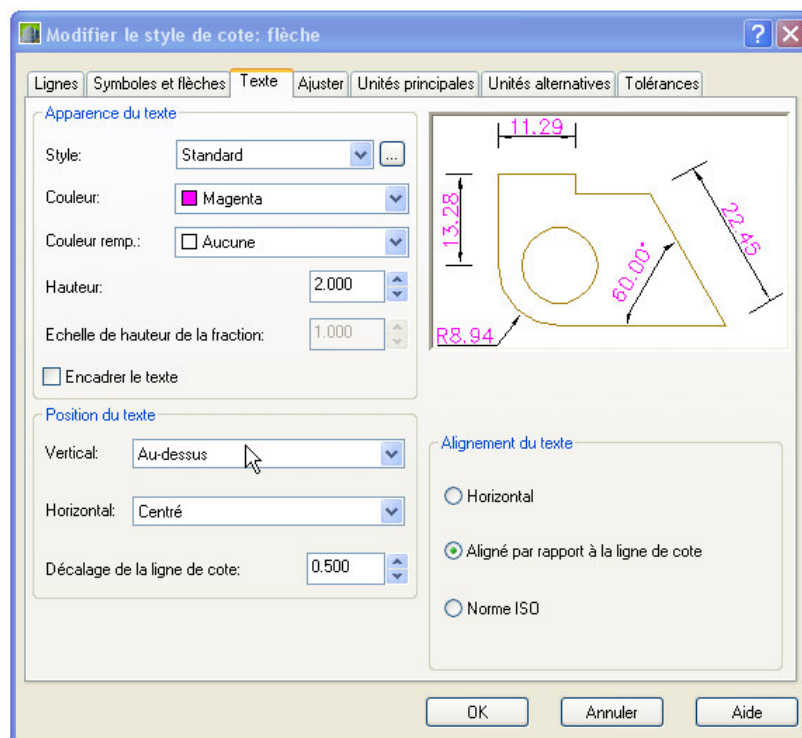 Modifier le style de cote: flèche
Lignes Symboles et flèches Texte Ajuster Unités principales Unités alternatives Tolérances
Apparence du texte
Style: Standard ...
Couleur: Magenta
Couleur remp.: Aucune
Hauteur: 2.000
Echelle de hauteur de la fraction: 1.000
Encadrer le texte
11.29
13.28
22.45
60.00°
R8.94
Position du texte
Vertical: Au-dessus
Horizontal: Centré
Décalage de la ligne de cote: 0.500
Alignement du texte
Horizontal
Aligné par rapport à la ligne de cote
Norme ISO
OK Annuler Aide